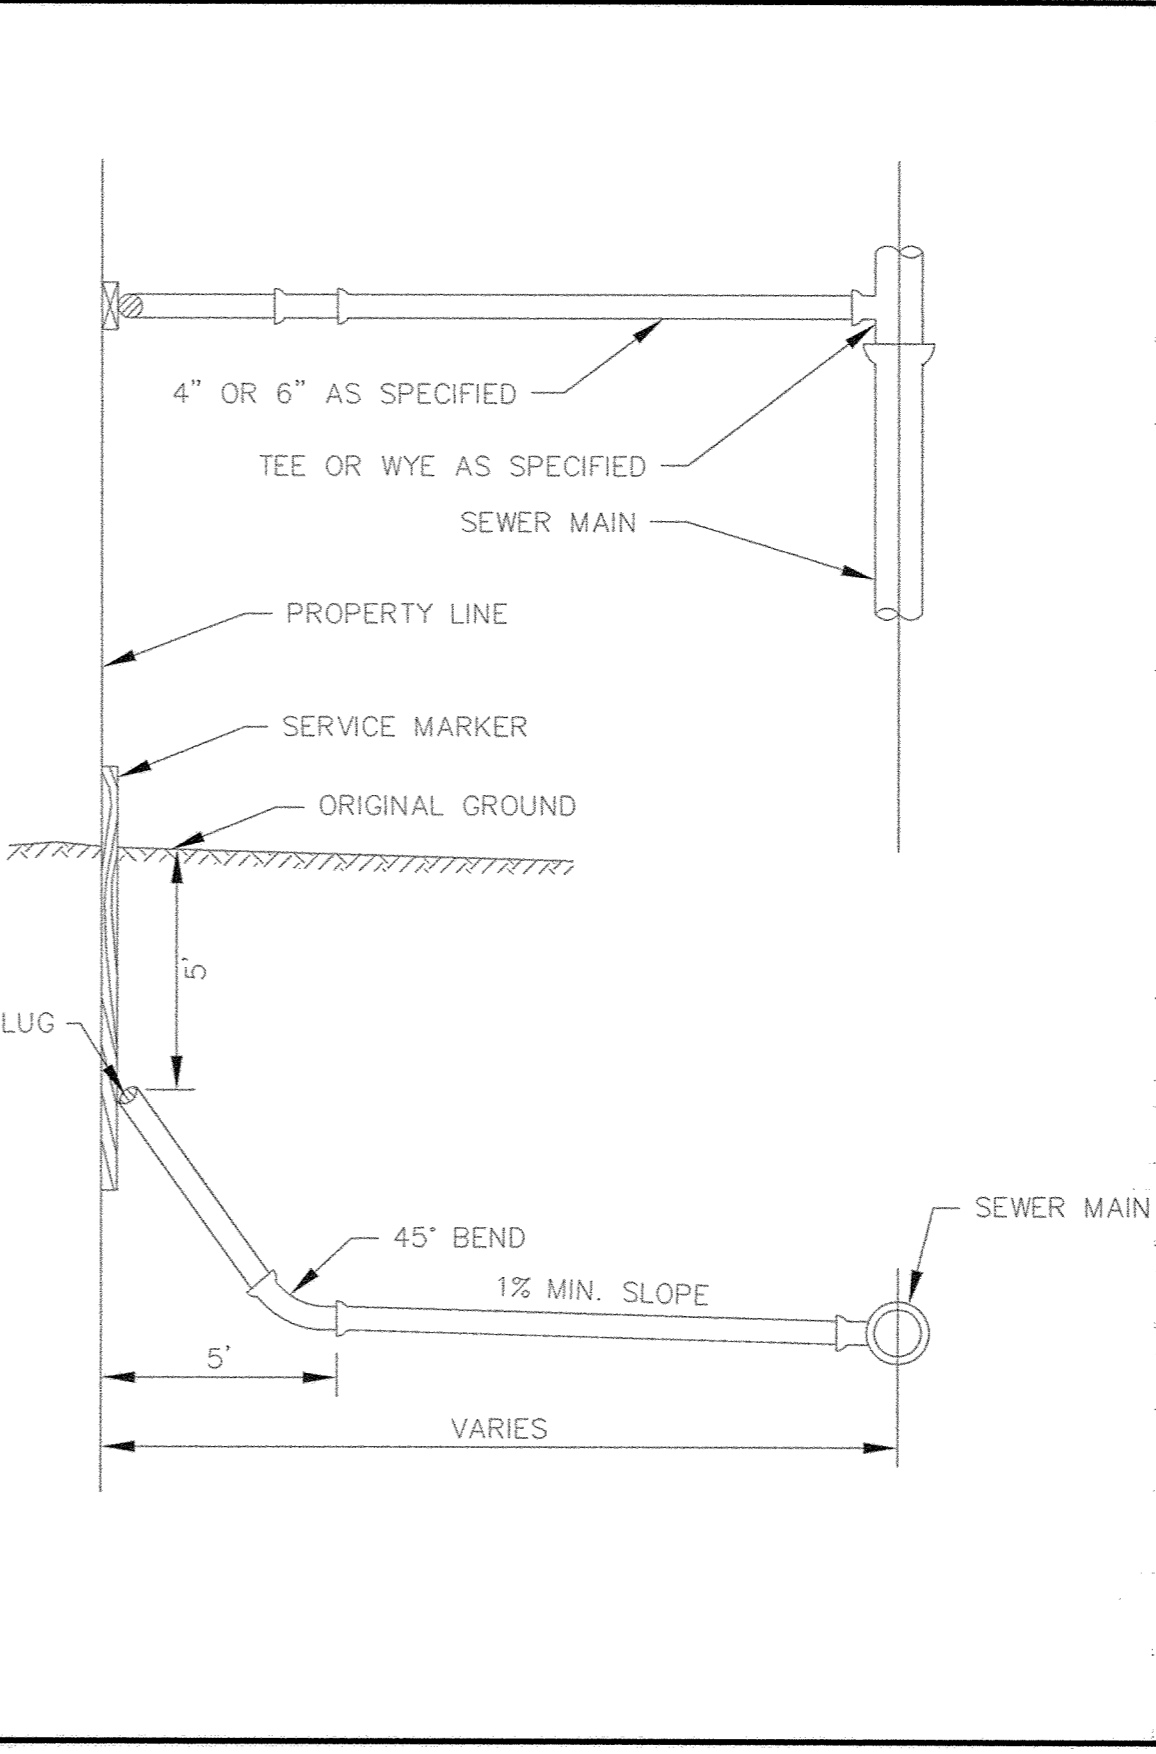 4" OR 6" AS SPECIFIED
TEE OR WYE AS SPECIFIED
SEWER MAIN
PROPERTY LINE
SERVICE MARKER
ORIGINAL GROUND
5'
LUG
SEWER MAIN
45° BEND
1% MIN. SLOPE
5'
VARIES